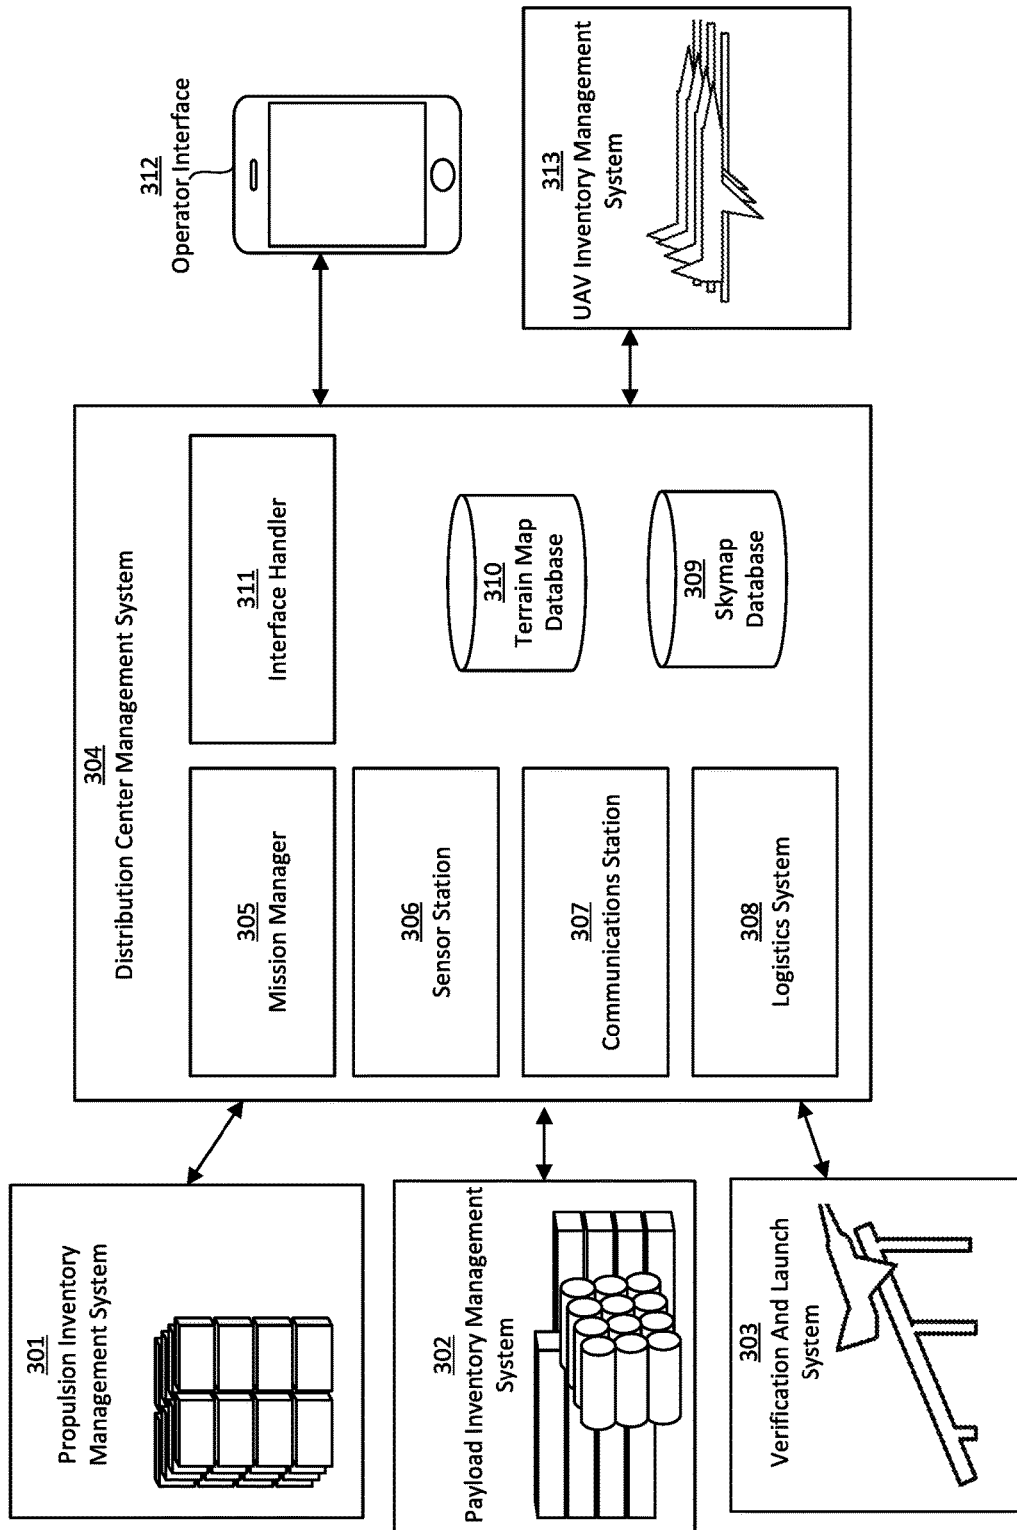 304
Distribution Center Management System
305
Mission Manager
311
Interface Handler
306
Sensor Station
307
Communications Station
308
Logistics System
310
Terrain Map
Database
309
Skymap
Database
301
Propulsion Inventory
Management System
302
Payload Inventory Management
System
303
Verification And Launch
System
312
Operator Interface
313
UAV Inventory Management
System